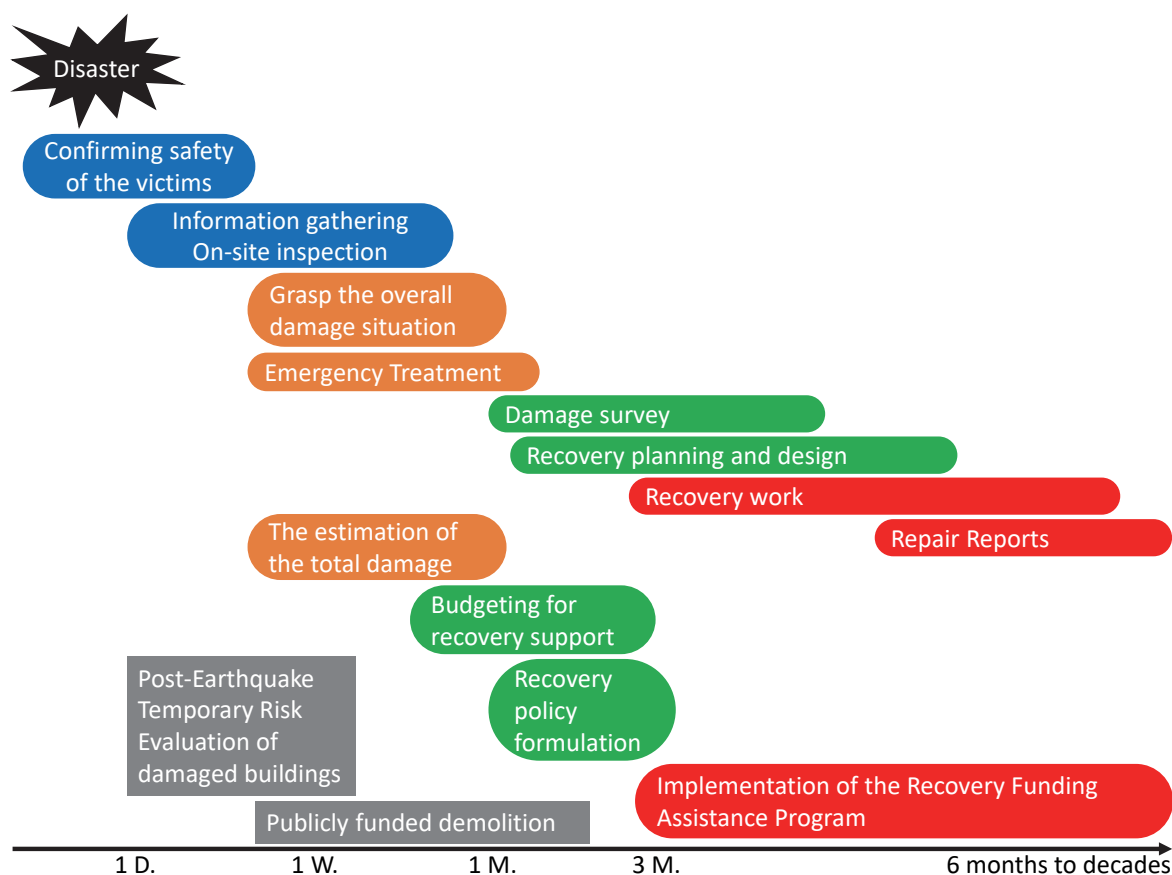 Disaster
Confirming safety
of the victims
Information gathering
On-site inspection
Grasp the overall
damage situation
Emergency Treatment
Damage survey
Recovery planning and design
Recovery work
Repair Reports
The estimation of
the total damage
Budgeting for
recovery support
Post-Earthquake
Temporary Risk
Evaluation of
damaged buildings
Recovery
policy
formulation
Implementation of the Recovery Funding
Assistance Program
Publicly funded demolition
1 D.
1 W.
1 M.
3 M.
6 months to decades